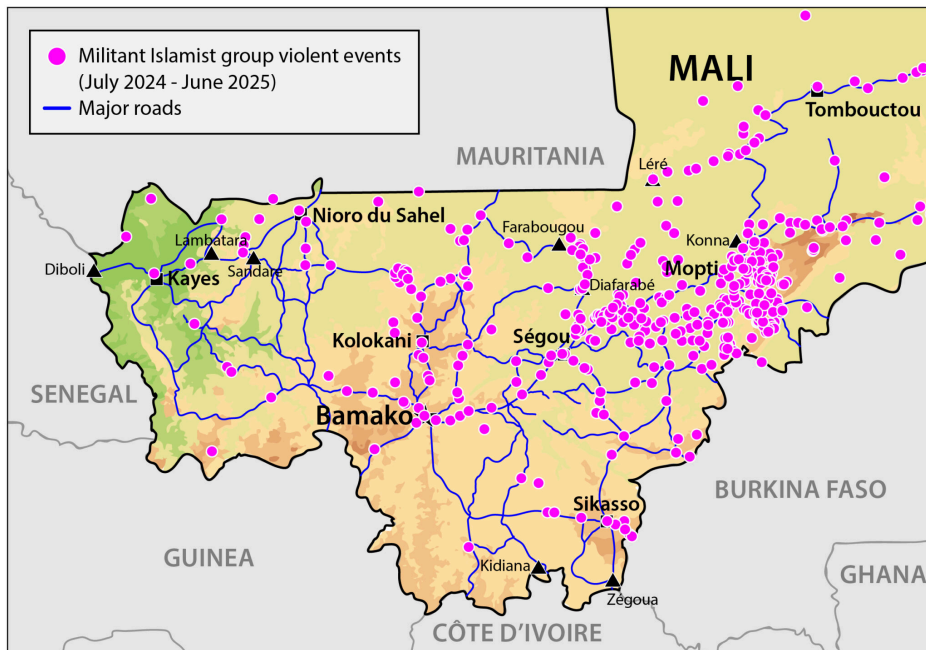 Militant Islamist group violent events
(July 2024 - June 2025)
Major roads
MALI
Tombouctou
MAURITANIA
Léré
Nioro du Sahel
Farabougou
Konna
Lambatara
Diboli
Kayes
Sandaré
Mopti
Diafarabé
Kolokani
Ségou
SENEGAL
Bamako
BURKINA FASO
Sikasso
GUINEA
Kidiana
GHANA
Zégoua
CÔTE D'IVOIRE